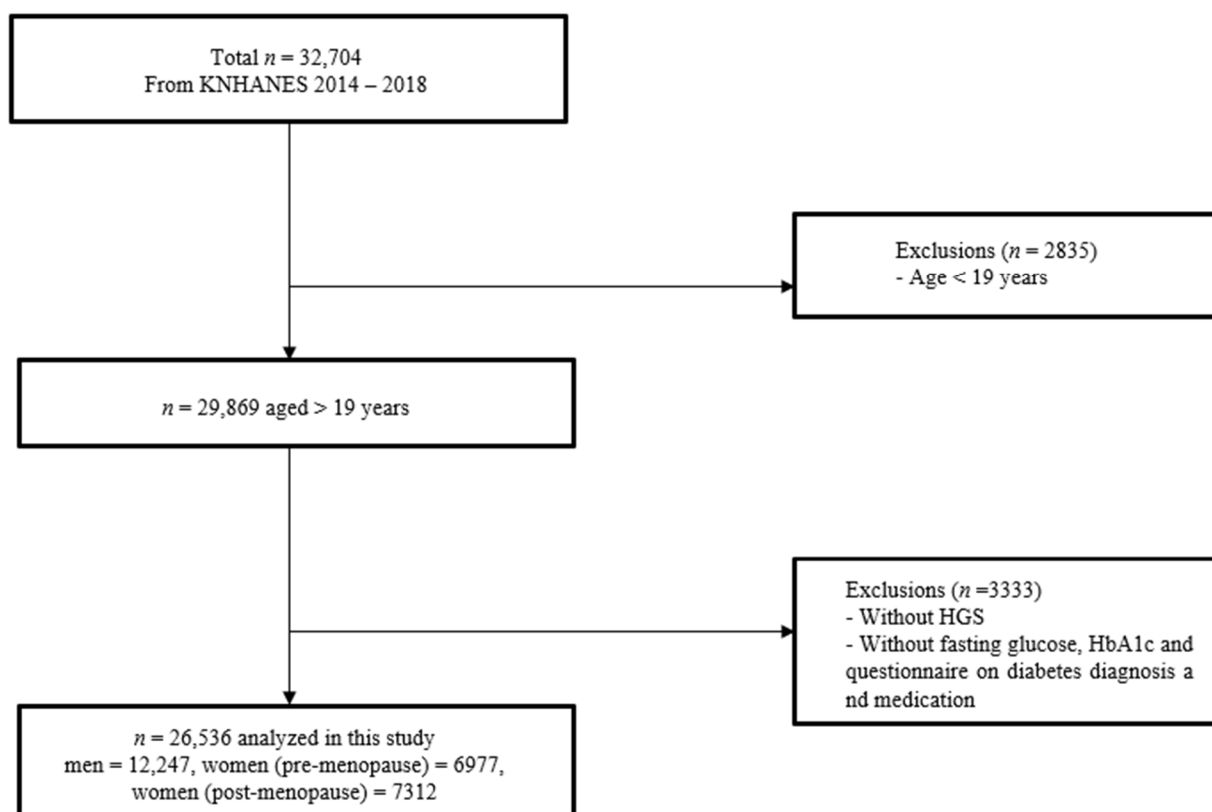 Total n = 32,704
From KNHANES 2014 – 2018
Exclusions (n = 2835)
- Age < 19 years
n = 29,869 aged > 19 years
Exclusions (n =3333)
- Without HGS
- Without fasting glucose, HbA1c and
questionnaire on diabetes diagnosis a
nd medication
n = 26,536 analyzed in this study
men = 12,247, women (pre-menopause) = 6977,
women (post-menopause) = 7312